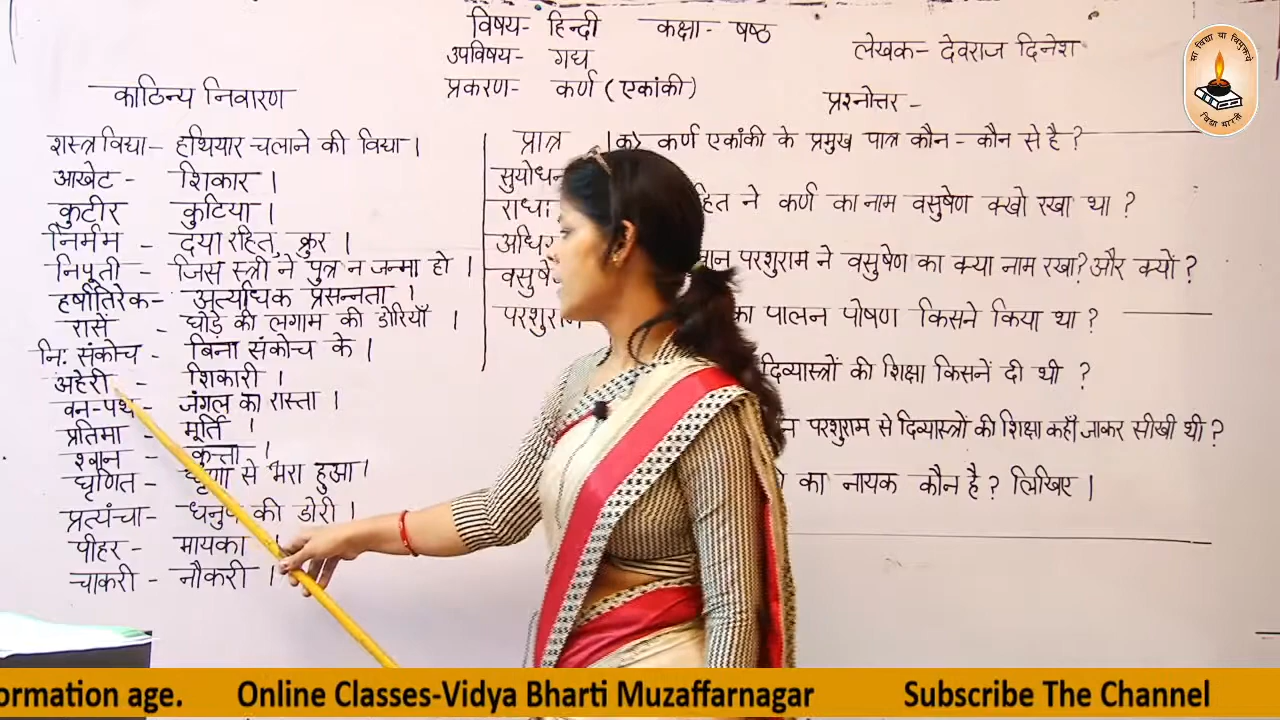 विषय- हिन्दी कक्षा- षष्ठ
उपविषय- गद्य
लेखक- देवराज दिनेश
प्रकरण- कर्ण (एकांकी)
काठिन्य निवारण
शस्त्र विद्या- हथियार चलाने की विद्या।
आखेट - शिकार।
कुटीर कुटिया।
निर्मम - दया रहित, क्रुर।
निपूती - जिस स्त्री ने पुत्र न जन्मा हो।
हर्षातिरेक- अत्यधिक प्रसन्नता।
रासें - घोड़े की लगाम की डोरियाँ।
नि: संकोच - बिना संकोच के।
अहेरी - शिकारी।
वन-पथ- जंगल का रास्ता।
प्रतिमा - मूर्ति।
श्वान - कुत्ता।
घृणित- घृणा से भरा हुआ।
प्रत्यंचा- धनुष की डोरी।
पीहर- मायका।
चाकरी - नौकरी।
प्रात्र
सुयोधन
राधा
परशुराम
प्रश्नोत्तर -
क) कर्ण एकांकी के प्रमुख पात्र कौन-कौन से है?
ने कर्ण का नाम वसुषेण क्यो रखा था?
परशुराम ने वसुषेण का क्या नाम रखा? और क्यों?
का पालन पोषण किसने किया था?
दिव्यास्त्रों की शिक्षा किसनें दी थी?
परशुराम से दिव्यास्त्रों की शिक्षा कहाँ जाकर सीखी थी?
का नायक कौन है? लिखिए।
सा विद्या या विमुक्तये
विद्या भारती
ormation age. Online Classes-Vidya Bharti Muzaffarnagar Subscribe The Channel